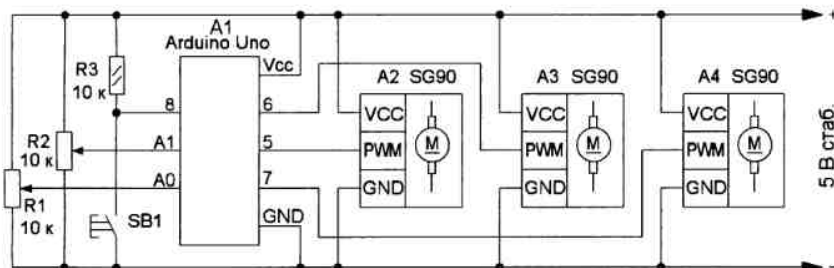 A1
Arduino Uno
+
R3
10 к
Vcc
A2 SG90
A3 SG90
A4 SG90
8
6
VCC
VCC
VCC
R2
10 к
A1
5
PWM
M
PWM
M
PWM
M
5 В стаб.
A0
7
GND
GND
GND
R1
10 к
SB1
GND
-